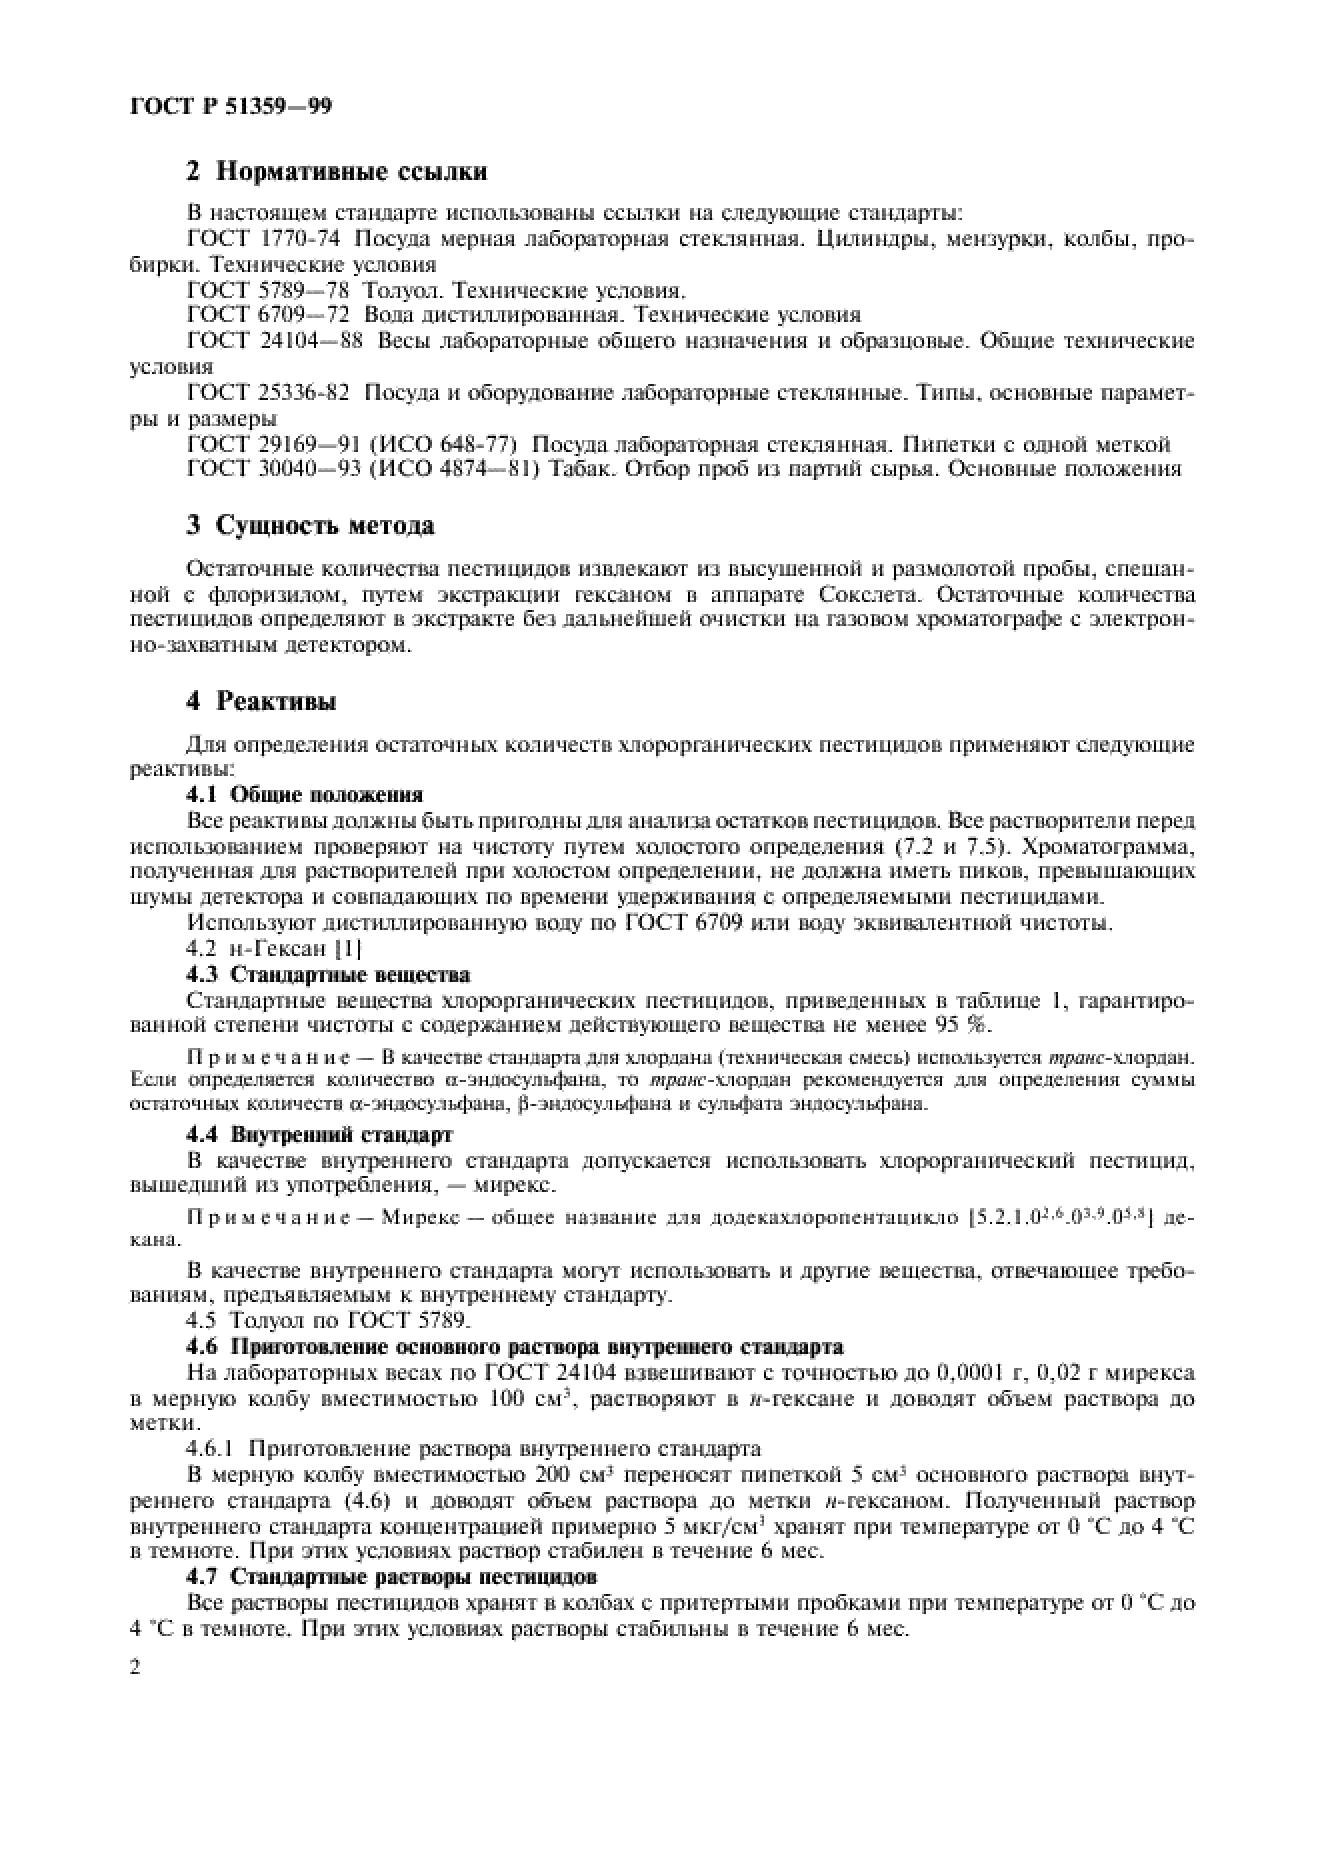 ГОСТ Р 51359—99
2 Нормативные ссылки
В настоящем стандарте использованы ссылки на следующие стандарты:
ГОСТ 1770-74 Посуда мерная лабораторная стеклянная. Цилиндры, мензурки, колбы, про-
бирки. Технические условия
ГОСТ 5789—78 Толуол. Технические условия.
ГОСТ 6709—72 Вода дистиллированная. Технические условия
ГОСТ 24104—88 Весы лабораторные общего назначения и образцовые. Общие технические
условия
ГОСТ 25336-82 Посуда и оборудование лабораторные стеклянные. Типы, основные парамет-
ры и размеры
ГОСТ 29169—91 (ИСО 648-77) Посуда лабораторная стеклянная. Пипетки с одной меткой
ГОСТ 30040—93 (ИСО 4874—81) Табак. Отбор проб из партий сырья. Основные положения
3 Сущность метода
Остаточные количества пестицидов извлекают из высушенной и размолотой пробы, спешан-
ной с флоризилом, путем экстракции гексаном в аппарате Сокслета. Остаточные количества
пестицидов определяют в экстракте без дальнейшей очистки на газовом хроматографе с электрон-
но-захватным детектором.
4 Реактивы
Для определения остаточных количеств хлорорганических пестицидов применяют следующие
реактивы:
4.1 Общие положения
Все реактивы должны быть пригодны для анализа остатков пестицидов. Все растворители перед
использованием проверяют на чистоту путем холостого определения (7.2 и 7.5). Хроматограмма,
полученная для растворителей при холостом определении, не должна иметь пиков, превышающих
шумы детектора и совпадающих по времени удерживания с определяемыми пестицидами.
Используют дистиллированную воду по ГОСТ 6709 или воду эквивалентной чистоты.
4.2 н-Гексан [1]
4.3 Стандартные вещества
Стандартные вещества хлорорганических пестицидов, приведенных в таблице 1, гарантиро-
ванной степени чистоты с содержанием действующего вещества не менее 95 %.
Примечание — В качестве стандарта для хлордана (техническая смесь) используется транс-хлордан.
Если определяется количество α-эндосульфана, то транс-хлордан рекомендуется для определения суммы
остаточных количеств α-эндосульфана, β-эндосульфана и сульфата эндосульфана.
4.4 Внутренний стандарт
В качестве внутреннего стандарта допускается использовать хлорорганический пестицид,
вышедший из употребления, — мирекс.
Примечание — Мирекс — общее название для додекахлоропентацикло [5.2.1.0²,⁶.0³,⁹.0⁵,⁸] де-
кана.
В качестве внутреннего стандарта могут использовать и другие вещества, отвечающее требо-
ваниям, предъявляемым к внутреннему стандарту.
4.5 Толуол по ГОСТ 5789.
4.6 Приготовление основного раствора внутреннего стандарта
На лабораторных весах по ГОСТ 24104 взвешивают с точностью до 0,0001 г, 0,02 г мирекса
в мерную колбу вместимостью 100 см³, растворяют в н-гексане и доводят объем раствора до
метки.
4.6.1 Приготовление раствора внутреннего стандарта
В мерную колбу вместимостью 200 см³ переносят пипеткой 5 см³ основного раствора внут-
реннего стандарта (4.6) и доводят объем раствора до метки н-гексаном. Полученный раствор
внутреннего стандарта концентрацией примерно 5 мкг/см³ хранят при температуре от 0 °С до 4 °С
в темноте. При этих условиях раствор стабилен в течение 6 мес.
4.7 Стандартные растворы пестицидов
Все растворы пестицидов хранят в колбах с притертыми пробками при температуре от 0 °С до
4 °С в темноте. При этих условиях растворы стабильны в течение 6 мес.
2